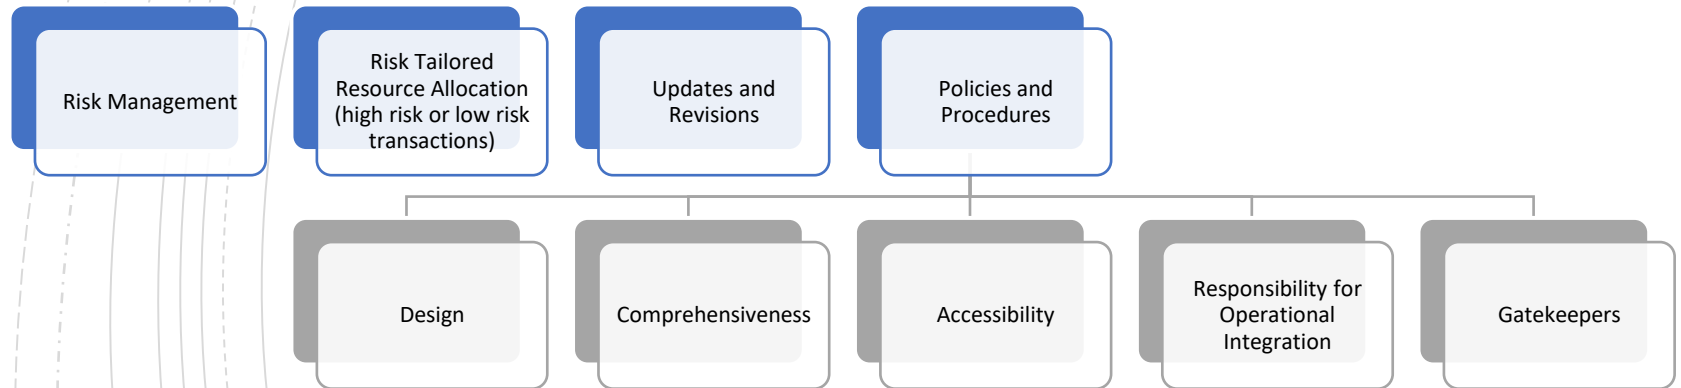 Risk Management
Risk Tailored
Resource Allocation
(high risk or low risk
transactions)
Updates and
Revisions
Policies and
Procedures
Design
Comprehensiveness
Accessibility
Responsibility for
Operational
Integration
Gatekeepers